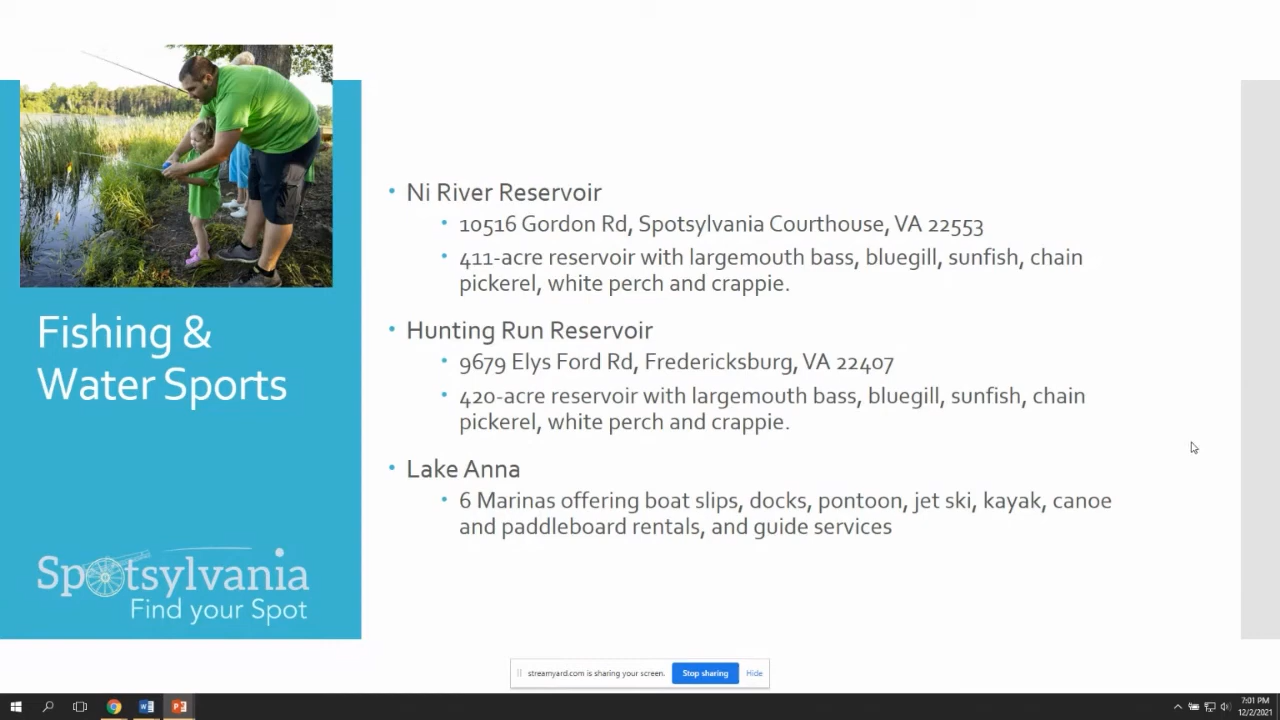 Fishing &
Water Sports
Spotsylvania
Find your Spot
• Ni River Reservoir
• 10516 Gordon Rd, Spotsylvania Courthouse, VA 22553
• 411-acre reservoir with largemouth bass, bluegill, sunfish, chain
pickerel, white perch and crappie.
• Hunting Run Reservoir
• 9679 Elys Ford Rd, Fredericksburg, VA 22407
• 420-acre reservoir with largemouth bass, bluegill, sunfish, chain
pickerel, white perch and crappie.
• Lake Anna
• 6 Marinas offering boat slips, docks, pontoon, jet ski, kayak, canoe
and paddleboard rentals, and guide services
streamyard.com is sharing your screen. Stop sharing Hide
7:01 PM
12/2/2021